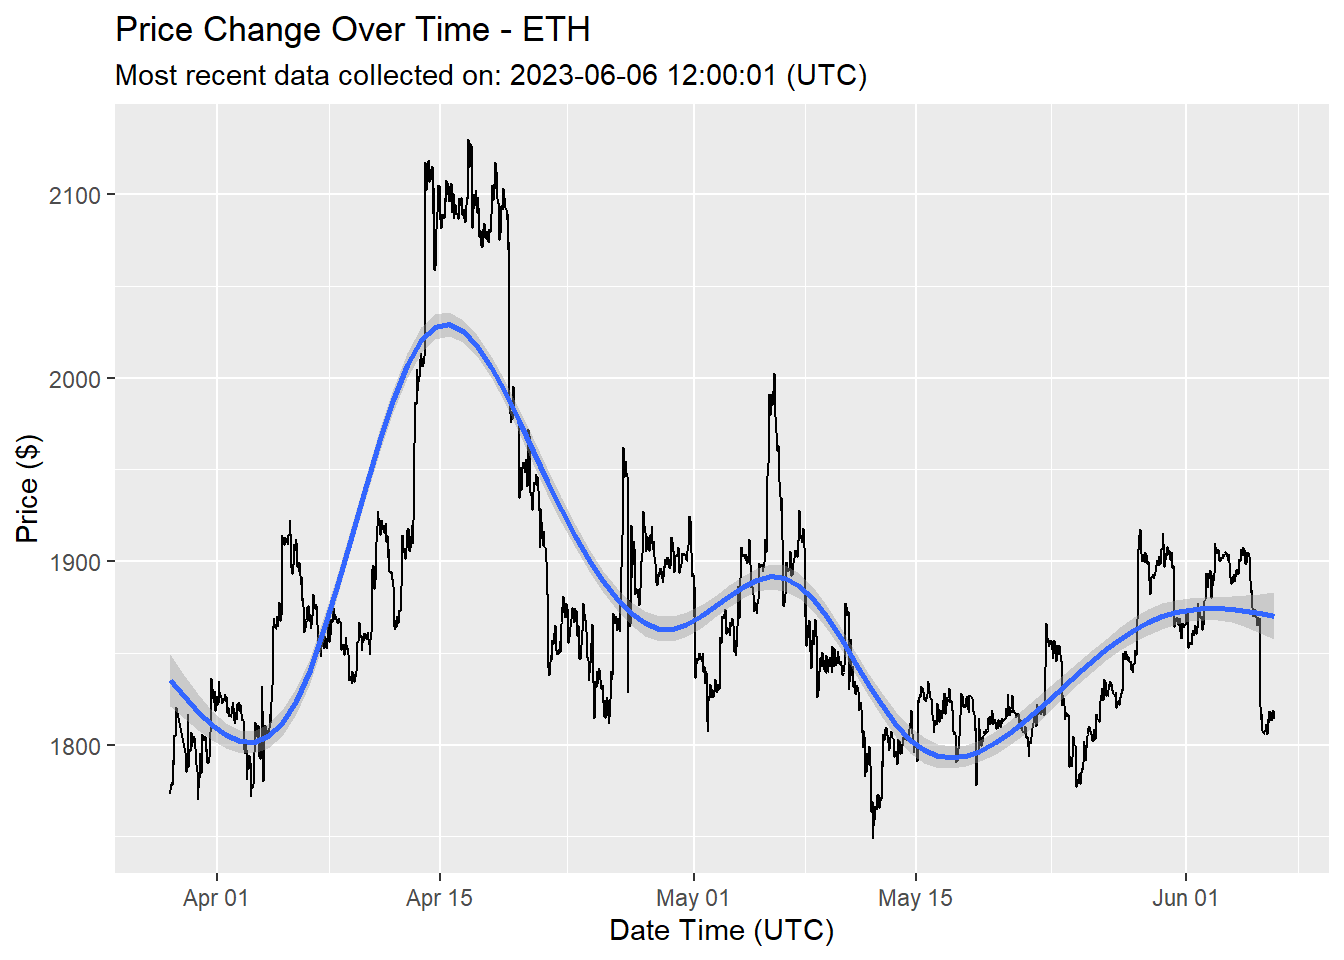 Price Change Over Time - ETH
Most recent data collected on: 2023-06-06 12:00:01 (UTC)
Price ($)
2100
2000
1900
1800
Apr 01
Apr 15
May 01
May 15
Jun 01
Date Time (UTC)